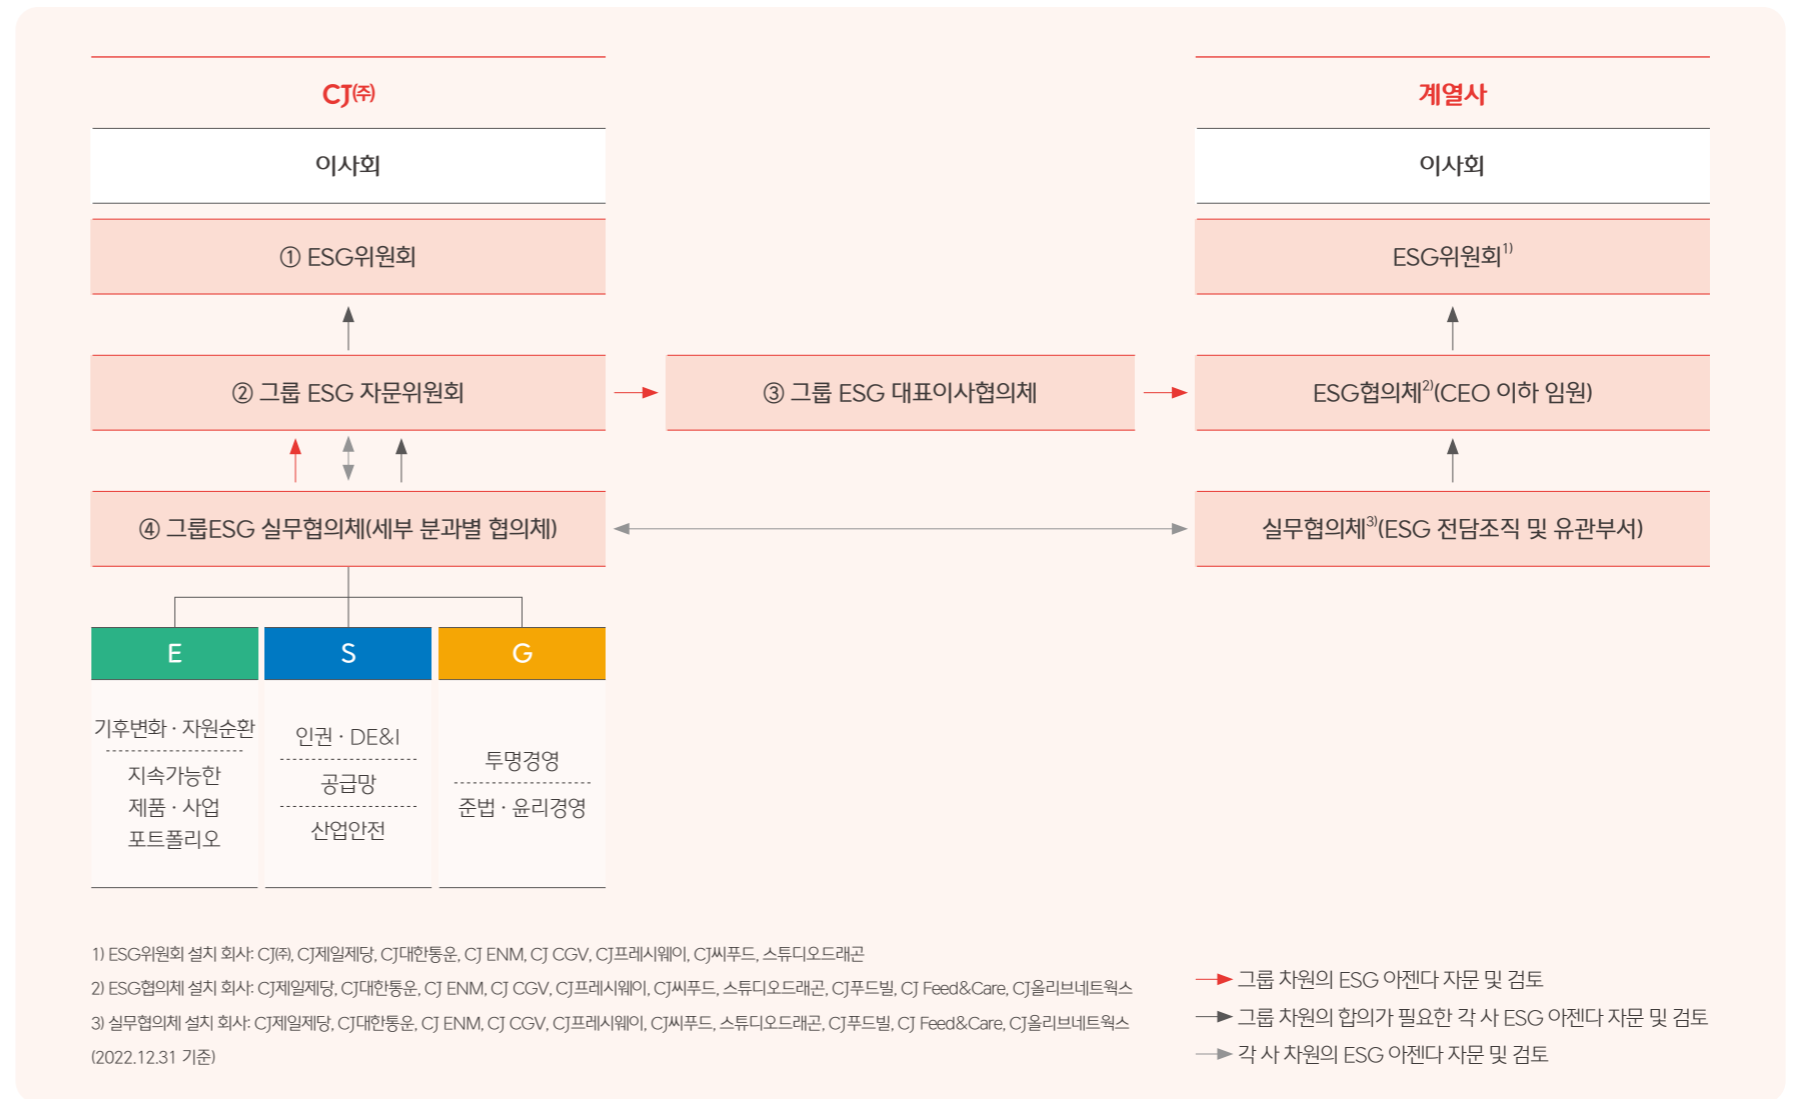 CJ㈜
이사회
① ESG위원회
② 그룹 ESG 자문위원회
③ 그룹 ESG 대표이사협의체
④ 그룹ESG 실무협의체(세부 분과별 협의체)
계열사
이사회
ESG위원회1)
ESG협의체2)(CEO 이하 임원)
실무협의체3)(ESG 전담조직 및 유관부서)
E
기후변화 · 자원순환
지속가능한
제품 · 사업
포트폴리오
S
인권 · DE&I
공급망
산업안전
G
투명경영
준법 · 윤리경영
1) ESG위원회 설치 회사: CJ㈜, CJ제일제당, CJ대한통운, CJ ENM, CJ CGV, CJ프레시웨이, CJ씨푸드, 스튜디오드래곤
2) ESG협의체 설치 회사: CJ제일제당, CJ대한통운, CJ ENM, CJ CGV, CJ프레시웨이, CJ씨푸드, 스튜디오드래곤, CJ푸드빌, CJ Feed&Care, CJ올리브네트웍스
3) 실무협의체 설치 회사: CJ제일제당, CJ대한통운, CJ ENM, CJ CGV, CJ프레시웨이, CJ씨푸드, 스튜디오드래곤, CJ푸드빌, CJ Feed&Care, CJ올리브네트웍스
(2022.12.31 기준)
그룹 차원의 ESG 아젠다 자문 및 검토
그룹 차원의 합의가 필요한 각 사 ESG 아젠다 자문 및 검토
각 사 차원의 ESG 아젠다 자문 및 검토